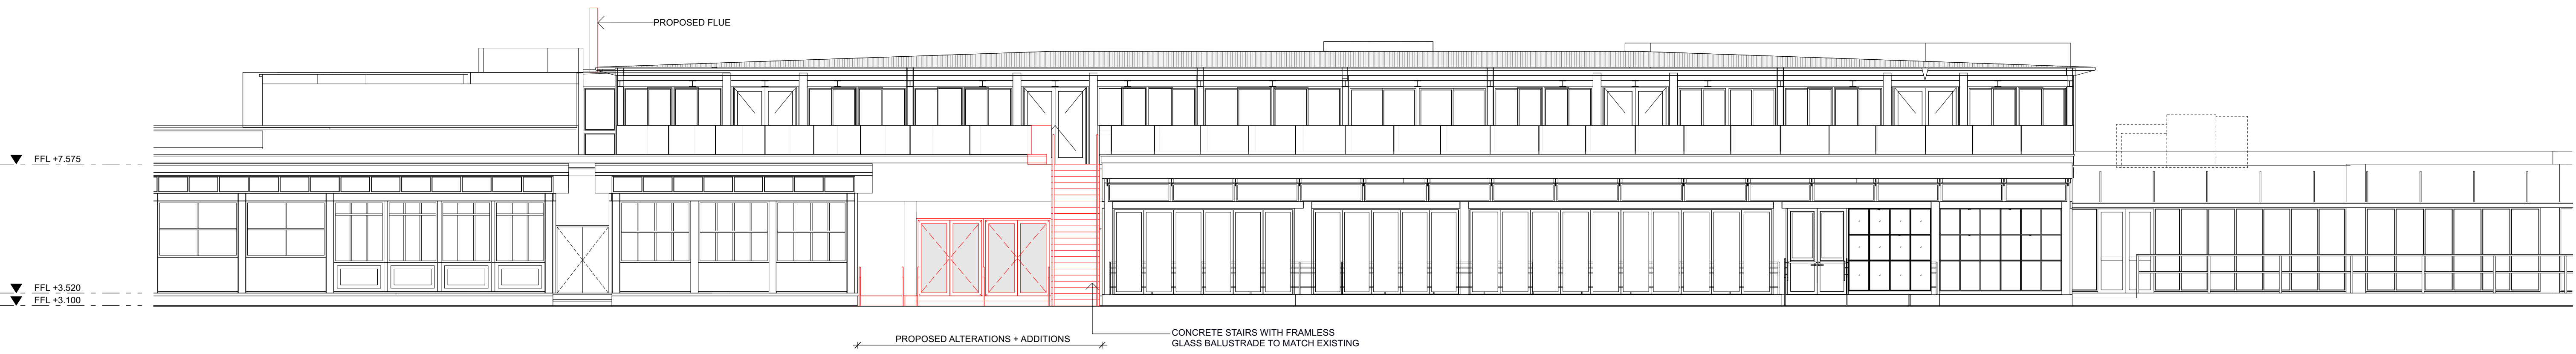 PROPOSED FLUE
FFL +7.575
FFL +3.520
FFL +3.100
PROPOSED ALTERATIONS + ADDITIONS
CONCRETE STAIRS WITH FRAMLESS
GLASS BALUSTRADE TO MATCH EXISTING